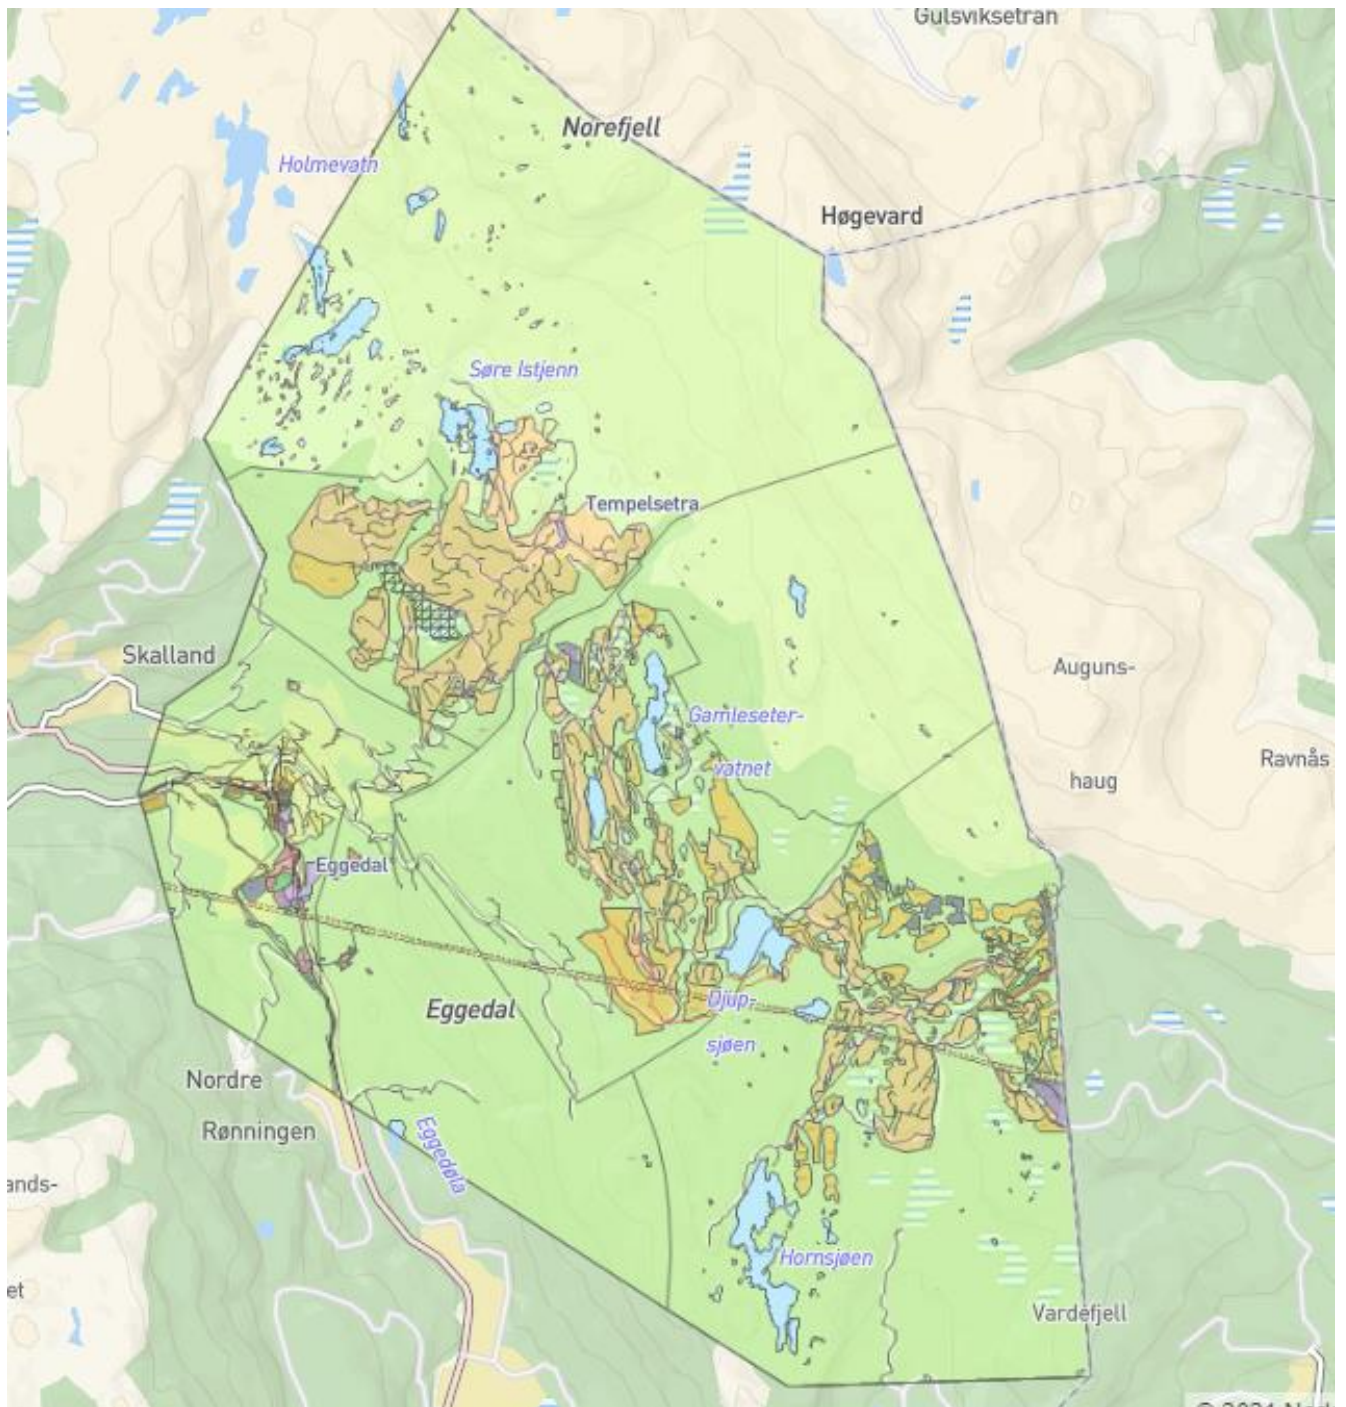 Gulsviksetran
Norefjell
Holmevatn
Høgevard
Søre Istjenn
Tempelsetra
Skalland
Auguns-
haug
Gamleseter-
vatnet
Ravnås
Eggedal
Eggedal
Djup-
sjøen
Nordre
Rønningen
Eggedøla
ands-
Hornsjøen
et
Vardefjell